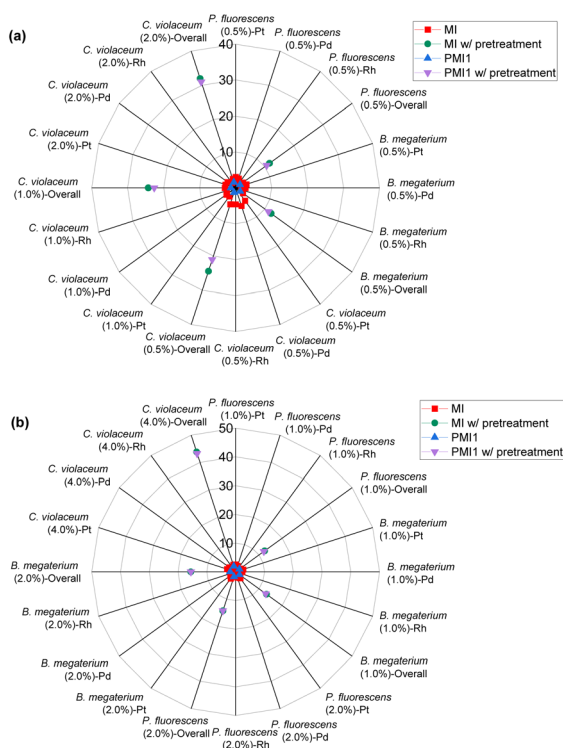 (a)
MI
MI w/ pretreatment
PMI1
PMI1 w/ pretreatment
40
30
20
10
0
P. fluorescens
(0.5%)-Pt
P. fluorescens
(0.5%)-Pd
P. fluorescens
(0.5%)-Rh
P. fluorescens
(0.5%)-Overall
B. megaterium
(0.5%)-Pt
B. megaterium
(0.5%)-Pd
B. megaterium
(0.5%)-Rh
B. megaterium
(0.5%)-Overall
C. violaceum
(0.5%)-Pt
C. violaceum
(0.5%)-Pd
C. violaceum
(0.5%)-Rh
C. violaceum
(0.5%)-Overall
C. violaceum
(1.0%)-Pt
C. violaceum
(1.0%)-Pd
C. violaceum
(1.0%)-Rh
C. violaceum
(1.0%)-Overall
C. violaceum
(2.0%)-Pt
C. violaceum
(2.0%)-Pd
C. violaceum
(2.0%)-Rh
C. violaceum
(2.0%)-Overall
(b)
MI
MI w/ pretreatment
PMI1
PMI1 w/ pretreatment
50
40
30
20
10
0
P. fluorescens
(1.0%)-Pt
P. fluorescens
(1.0%)-Pd
P. fluorescens
(1.0%)-Rh
P. fluorescens
(1.0%)-Overall
B. megaterium
(1.0%)-Pt
B. megaterium
(1.0%)-Pd
B. megaterium
(1.0%)-Rh
B. megaterium
(1.0%)-Overall
P. fluorescens
(2.0%)-Pt
P. fluorescens
(2.0%)-Pd
P. fluorescens
(2.0%)-Rh
P. fluorescens
(2.0%)-Overall
B. megaterium
(2.0%)-Pt
B. megaterium
(2.0%)-Pd
B. megaterium
(2.0%)-Rh
B. megaterium
(2.0%)-Overall
C. violaceum
(4.0%)-Pt
C. violaceum
(4.0%)-Pd
C. violaceum
(4.0%)-Rh
C. violaceum
(4.0%)-Overall